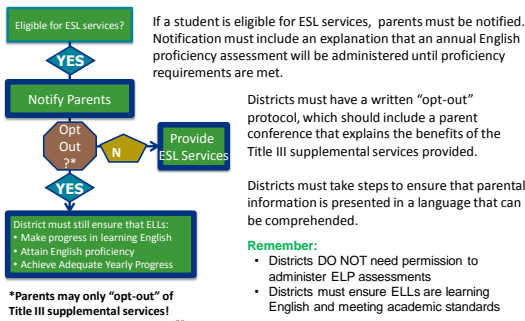 Eligible for ESL services?
YES
Notify Parents
Opt
Out
?*
N
Provide
ESL Services
YES
District must still ensure that ELLs:
• Make progress in learning English
• Attain English proficiency
• Achieve Adequate Yearly Progress
*Parents may only “opt-out” of
Title III supplemental services!
If a student is eligible for ESL services, parents must be notified.
Notification must include an explanation that an annual English
proficiency assessment will be administered until proficiency
requirements are met.
Districts must have a written “opt-out”
protocol, which should include a parent
conference that explains the benefits of the
Title III supplemental services provided.
Districts must take steps to ensure that parental
information is presented in a language that can
be comprehended.
Remember:
• Districts DO NOT need permission to
administer ELP assessments
• Districts must ensure ELLs are learning
English and meeting academic standards